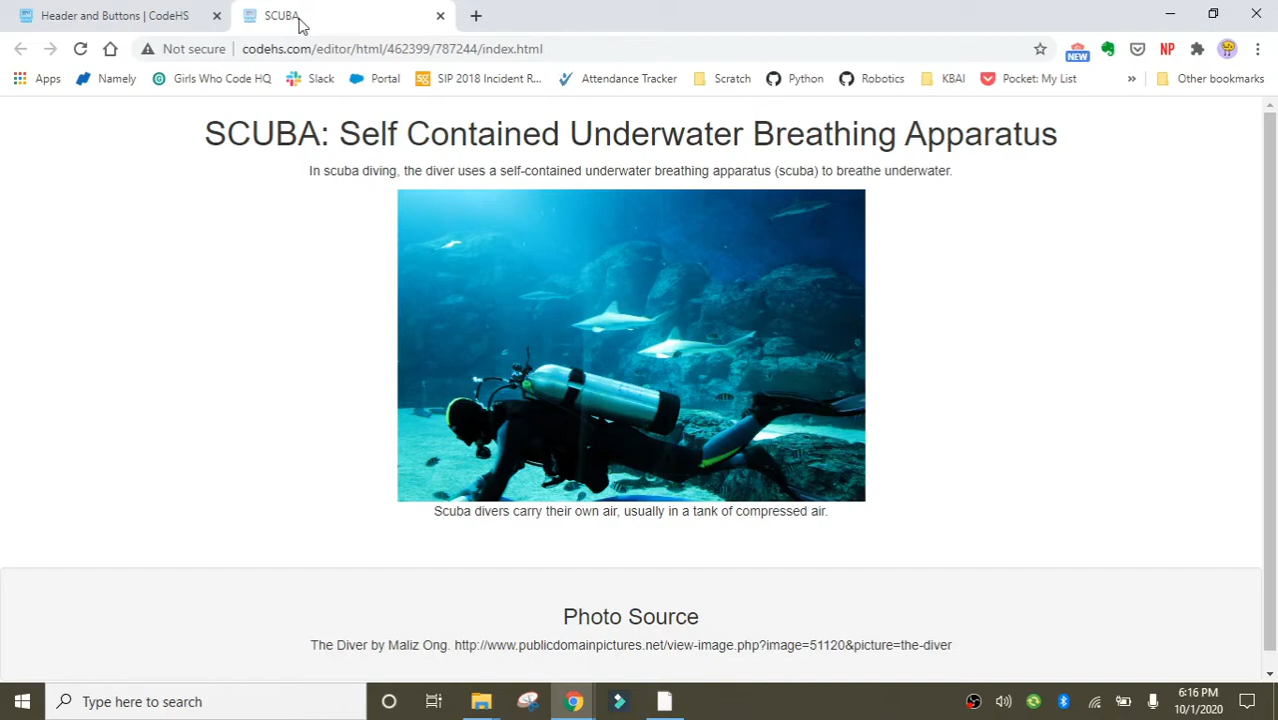 Header and Buttons | CodeHS
SCUBA
Not secure
codehs.com/editor/html/462399/787244/index.html
NEW
NP
Apps
Namely
Girls Who Code HQ
Slack
Portal
SIP 2018 Incident R...
Attendance Tracker
Scratch
Python
Robotics
KBAI
Pocket: My List
»
Other bookmarks
SCUBA: Self Contained Underwater Breathing Apparatus
In scuba diving, the diver uses a self-contained underwater breathing apparatus (scuba) to breathe underwater.
Scuba divers carry their own air, usually in a tank of compressed air.
Photo Source
The Diver by Maliz Ong. http://www.publicdomainpictures.net/view-image.php?image=51120&picture=the-diver
Type here to search
6:16 PM
10/1/2020